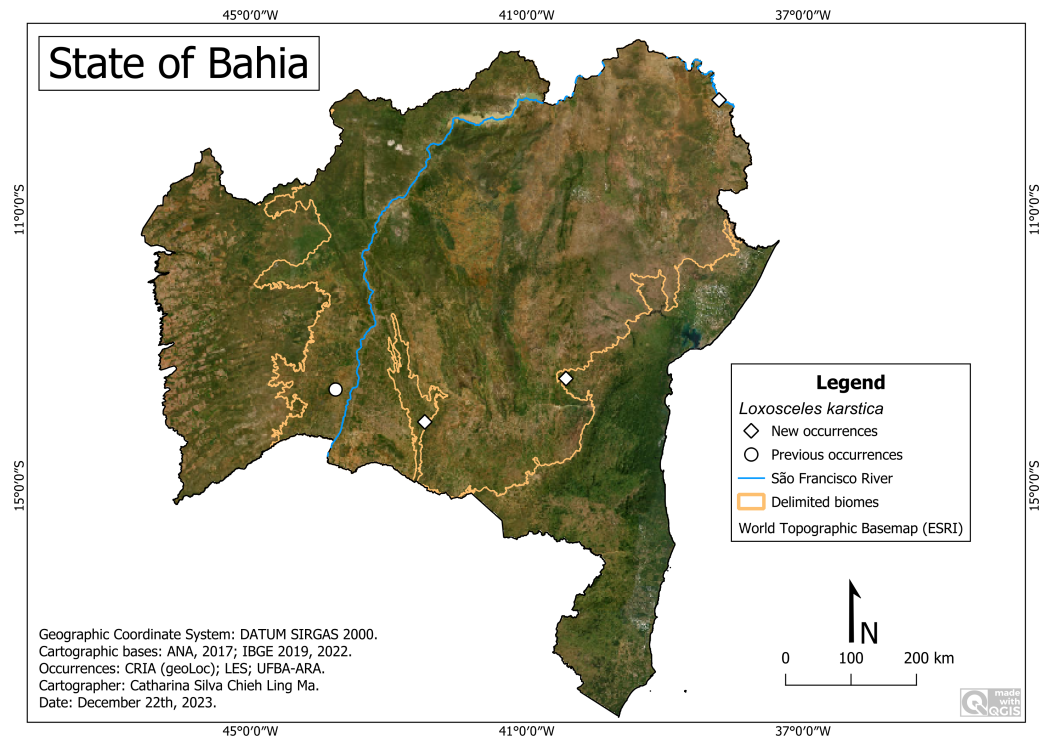 45°0'0"W 41°0'0"W 37°0'0"W
State of Bahia
11°0'0"S
11°0'0"S
15°0'0"S
15°0'0"S
Legend
Loxosceles karstica
New occurrences
Previous occurrences
São Francisco River
Delimited biomes
World Topographic Basemap (ESRI)
N
0 100 200 km
Geographic Coordinate System: DATUM SIRGAS 2000.
Cartographic bases: ANA, 2017; IBGE 2019, 2022.
Occurrences: CRIA (geoLoc); LES; UFBA-ARA.
Cartographer: Catharina Silva Chieh Ling Ma.
Date: December 22th, 2023.
made
with
QGIS
45°0'0"W 41°0'0"W 37°0'0"W